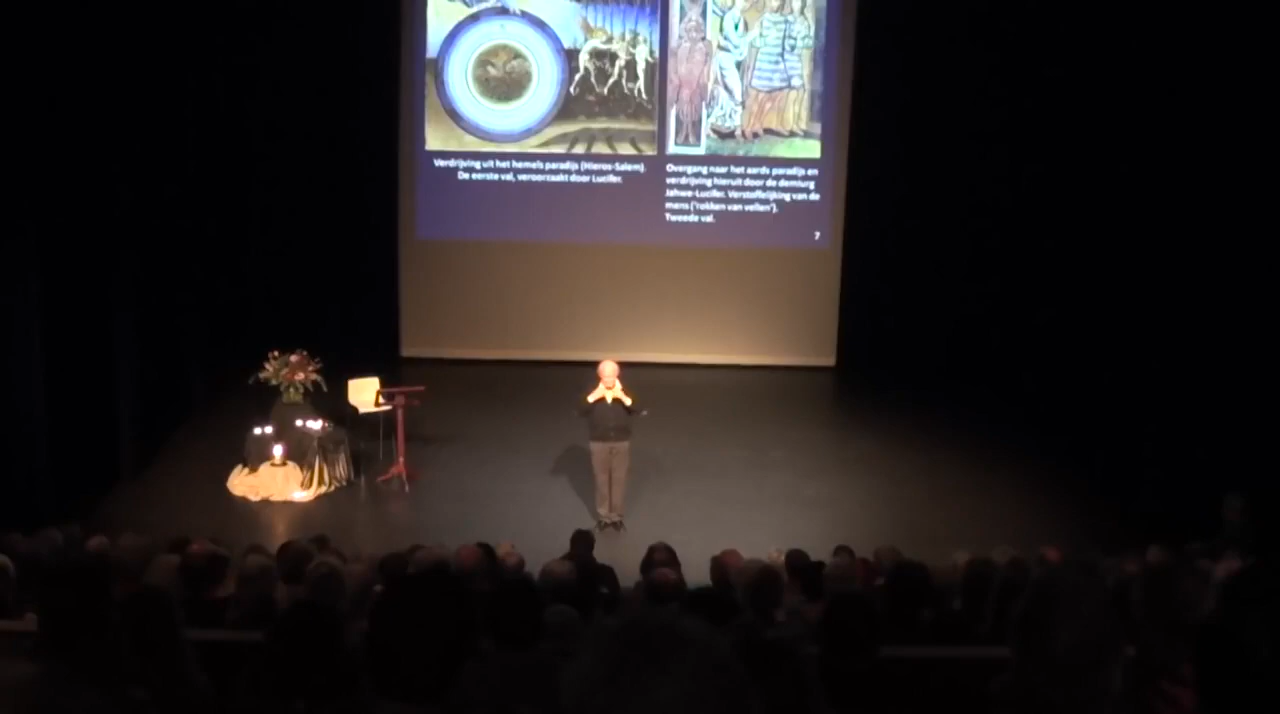 Verdrijving uit het hemels paradijs (Hieros-Salem).
De eerste val, veroorzaakt door Lucifer.
Overgang naar het aards paradijs en
verdrijving hieruit door de demiurg
Jahwe-Lucifer. Verstoffelijking van de
mens ('rokken van vellen').
Tweede val.
7